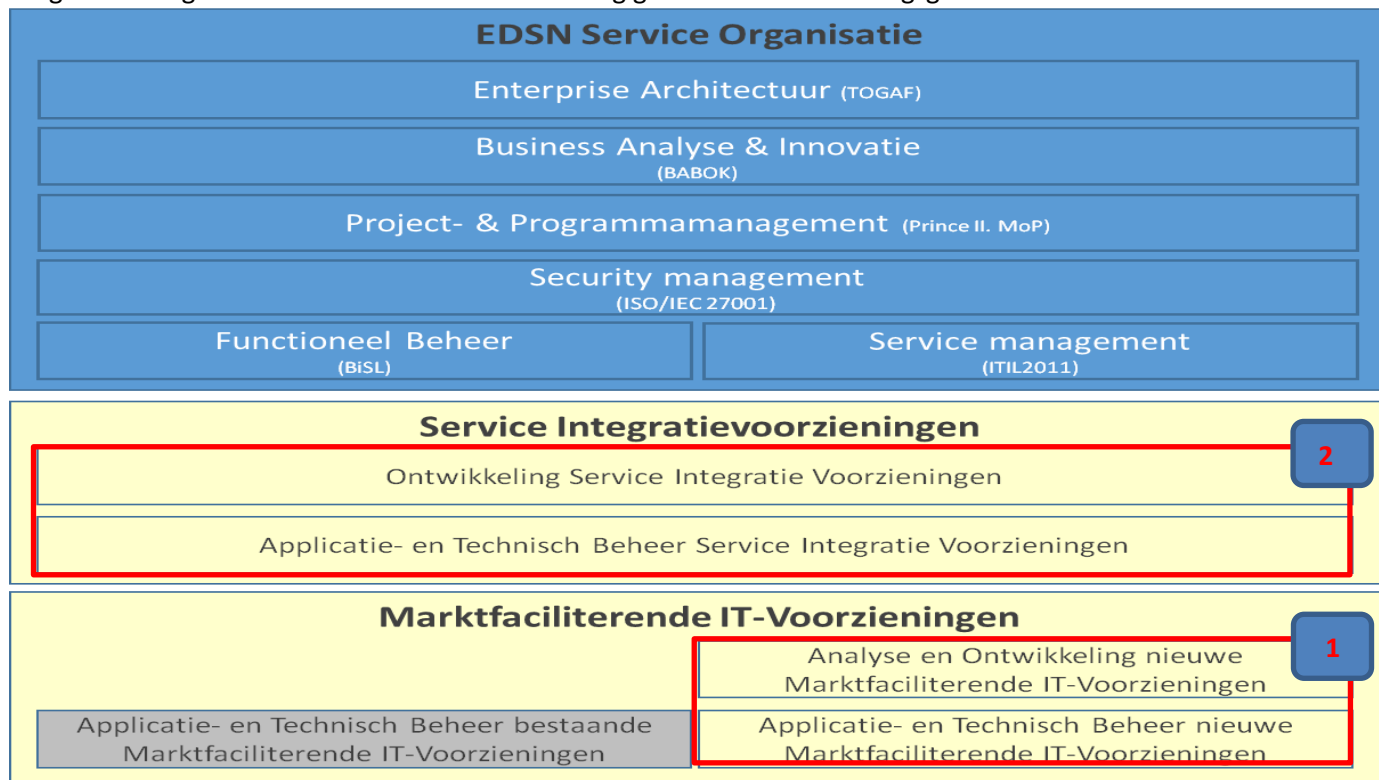 EDSN Service Organisatie
Enterprise Architectuur (TOGAF)
Business Analyse & Innovatie
(BABOK)
Project- & Programmamanagement (Prince II. MoP)
Security management
(ISO/IEC 27001)
Functioneel Beheer
(BiSL)
Service management
(ITIL2011)
Service Integratievoorzieningen
2
Ontwikkeling Service Integratie Voorzieningen
Applicatie- en Technisch Beheer Service Integratie Voorzieningen
Marktfaciliterende IT-Voorzieningen
1
Analyse en Ontwikkeling nieuwe
Marktfaciliterende IT-Voorzieningen
Applicatie- en Technisch Beheer bestaande
Marktfaciliterende IT-Voorzieningen
Applicatie- en Technisch Beheer nieuwe
Marktfaciliterende IT-Voorzieningen